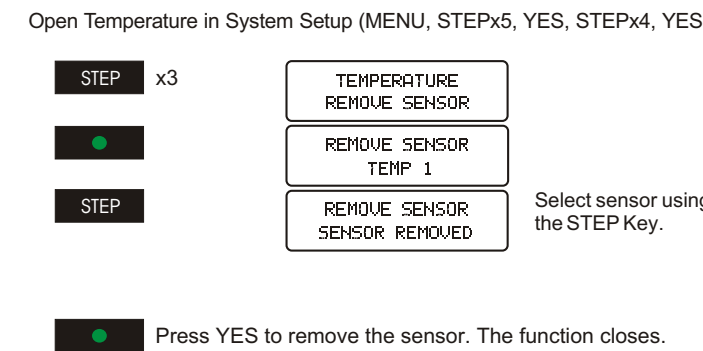 Open Temperature in System Setup (MENU, STEPx5, YES, STEPx4, YES
STEP x3
TEMPERATURE
REMOVE SENSOR
REMOVE SENSOR
TEMP 1
STEP
REMOVE SENSOR
SENSOR REMOVED
Select sensor using
the STEP Key.
Press YES to remove the sensor. The function closes.